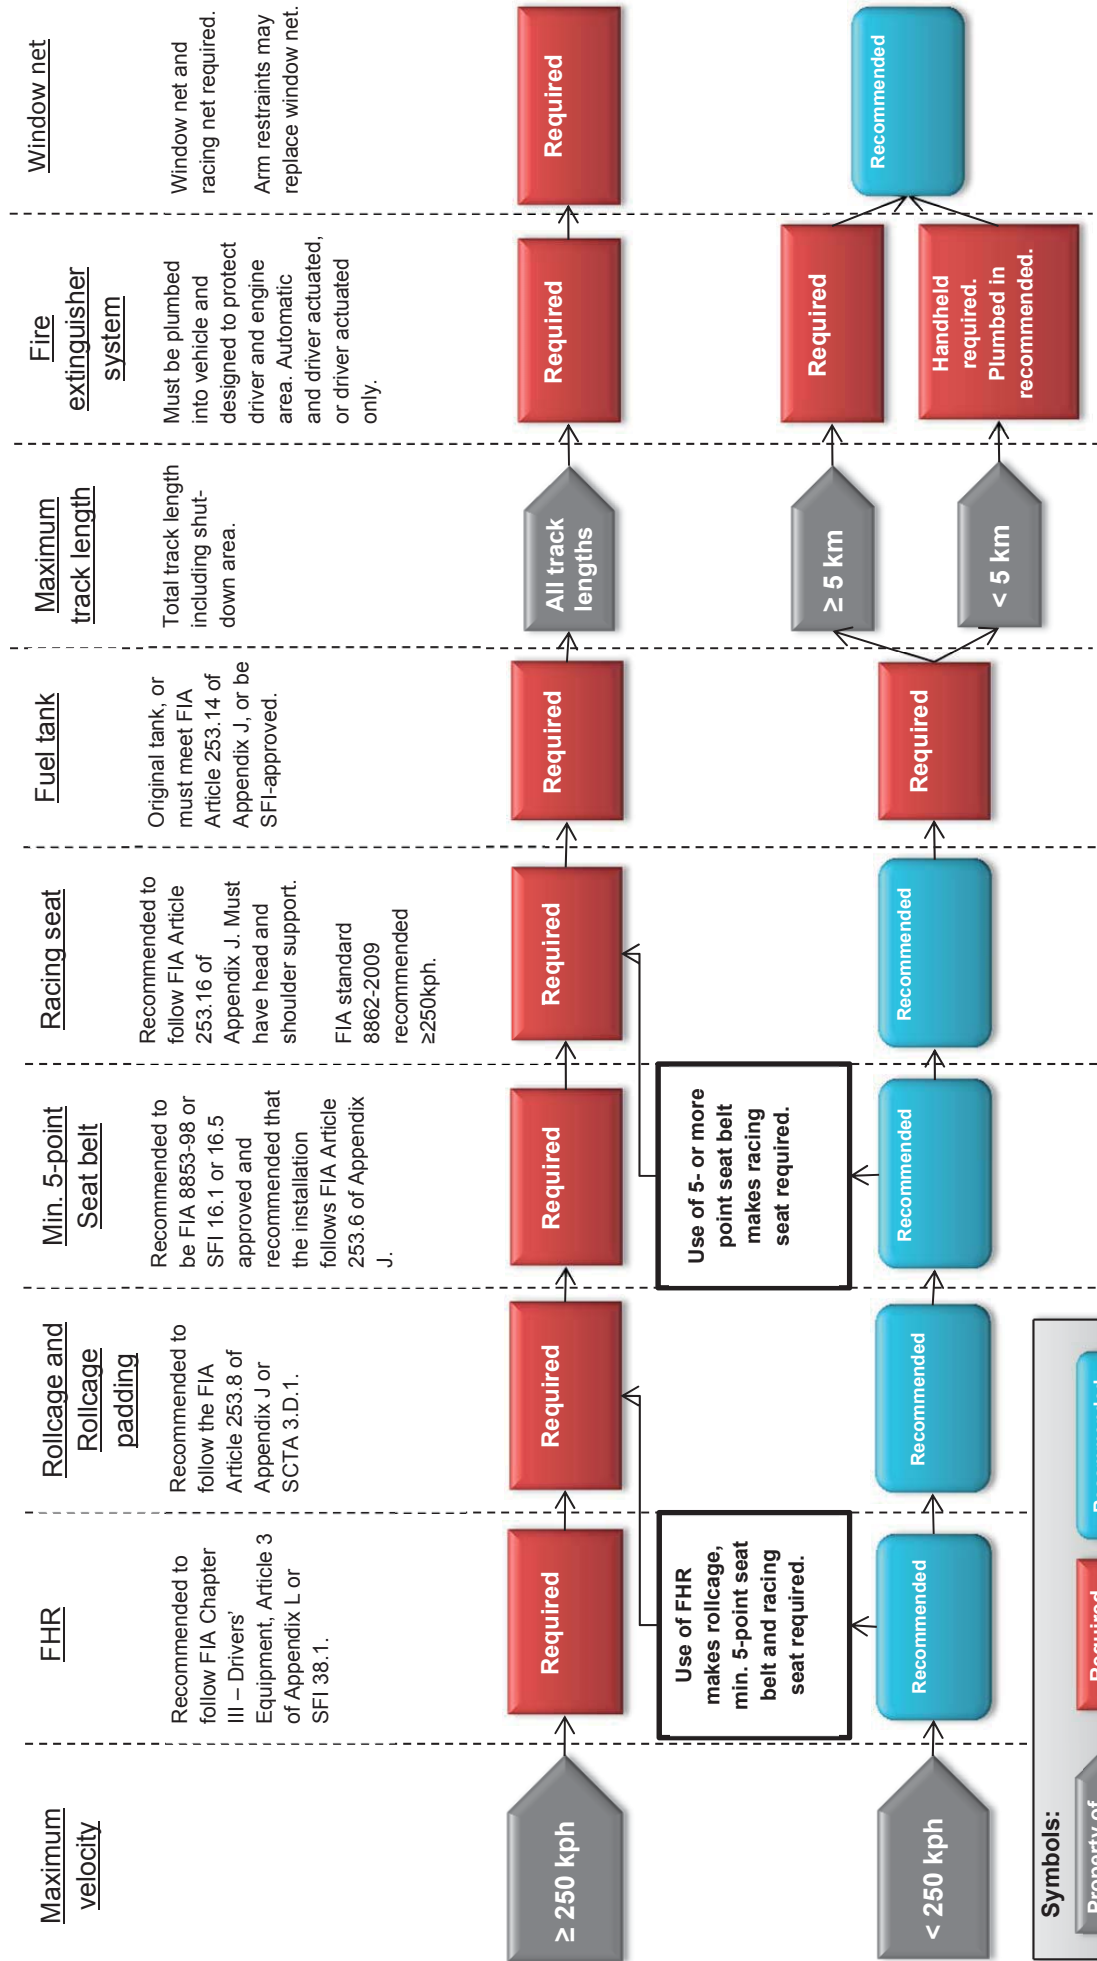 Maximum
velocity
FHR
Recommended to
follow FIA Chapter
III – Drivers’
Equipment, Article 3
of Appendix L or
SFI 38.1.
Rollcage and
Rollcage
padding
Recommended to
follow the FIA
Article 253.8 of
Appendix J or
SCTA 3.D.1.
Min. 5-point
Seat belt
Recommended to
be FIA 8853-98 or
SFI 16.1 or 16.5
approved and
recommended that
the installation
follows FIA Article
253.6 of Appendix
J.
Racing seat
Recommended to
follow FIA Article
253.16 of
Appendix J. Must
have head and
shoulder support.
FIA standard
8862-2009
recommended
≥250kph.
Fuel tank
Original tank, or
must meet FIA
Article 253.14 of
Appendix J, or be
SFI-approved.
Maximum
track length
Total track length
including shut-
down area.
Fire
extinguisher
system
Must be plumbed
into vehicle and
designed to protect
driver and engine
area. Automatic
and driver actuated,
or driver actuated
only.
Window net
Window net and
racing net required.
Arm restraints may
replace window net.
≥ 250 kph
Required
Required
Required
Required
Required
All track
lengths
Required
Required
Use of FHR
makes rollcage,
min. 5-point seat
belt and racing
seat required.
Use of 5- or more
point seat belt
makes racing
seat required.
< 250 kph
Recommended
Recommended
Recommended
Recommended
Required
≥ 5 km
Required
< 5 km
Handheld
required.
Plumbed in
recommended.
Recommended
Symbols:
Property of
Required